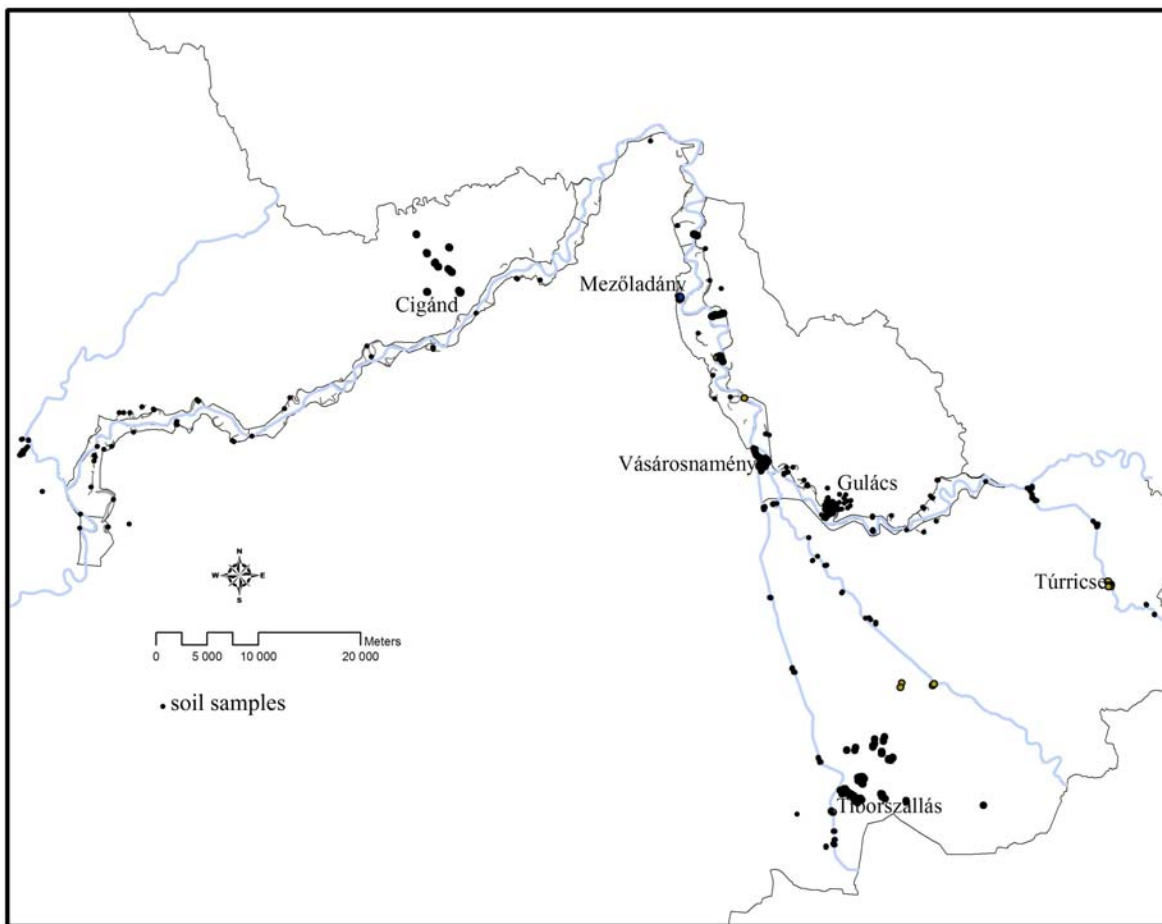 Mezőladány
Cigánd
Vásárosnamény
Gulács
Túrricse
N
W E
S
Meters
0 5 000 10 000 20 000
soil samples
Tiborszállás